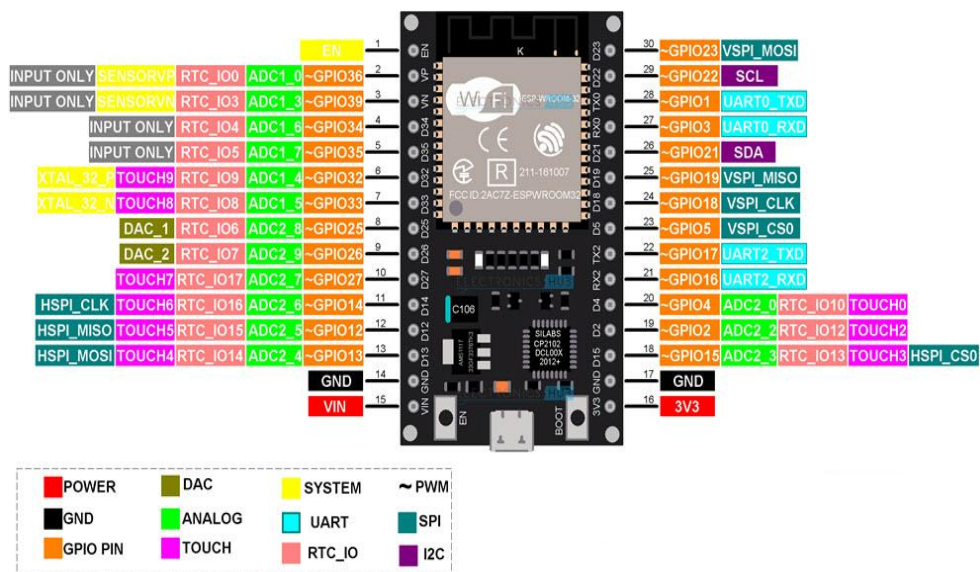 EN 1 EN
INPUT ONLY SENSORVP RTC_IO0 ADC1_0 ~GPIO36 2 VP
INPUT ONLY SENSORVN RTC_IO3 ADC1_3 ~GPIO39 3 VN
INPUT ONLY RTC_IO4 ADC1_6 ~GPIO34 4 D34
INPUT ONLY RTC_IO5 ADC1_7 ~GPIO35 5 D35
XTAL_32_P TOUCH9 RTC_IO9 ADC1_4 ~GPIO32 6 D32
XTAL_32_N TOUCH8 RTC_IO8 ADC1_5 ~GPIO33 7 D33
DAC_1 RTC_IO6 ADC2_8 ~GPIO25 8 D25
DAC_2 RTC_IO7 ADC2_9 ~GPIO26 9 D26
TOUCH7 RTC_IO17 ADC2_7 ~GPIO27 10 D27
HSPI_CLK TOUCH6 RTC_IO16 ADC2_6 ~GPIO14 11 D14
HSPI_MISO TOUCH5 RTC_IO15 ADC2_5 ~GPIO12 12 D12
HSPI_MOSI TOUCH4 RTC_IO14 ADC2_4 ~GPIO13 13 D13
GND 14 GND
VIN 15 VIN
K
Wi Fi ESP-WROOM-32
CE
R 211-161007
FCC ID:2AC7Z-ESPWROOM32
ELECTRONICS HUB
C106
AMS1117
SILABS
CP2102
DCL00X
2012+
EN
BOOT
D23 30 ~GPIO23 VSPI_MOSI
D22 29 ~GPIO22 SCL
TX0 28 ~GPIO1 UART0_TXD
RX0 27 ~GPIO3 UART0_RXD
D21 26 ~GPIO21 SDA
D19 25 ~GPIO19 VSPI_MISO
D18 24 ~GPIO18 VSPI_CLK
D5 23 ~GPIO5 VSPI_CS0
TX2 22 ~GPIO17 UART2_TXD
RX2 21 ~GPIO16 UART2_RXD
D4 20 ~GPIO4 ADC2_0 RTC_IO10 TOUCH0
D2 19 ~GPIO2 ADC2_2 RTC_IO12 TOUCH2
D15 18 ~GPIO15 ADC2_3 RTC_IO13 TOUCH3 HSPI_CS0
GND 17 GND
3V3 16 3V3
POWER DAC SYSTEM ~ PWM
GND ANALOG UART SPI
GPIO PIN TOUCH RTC_IO I2C